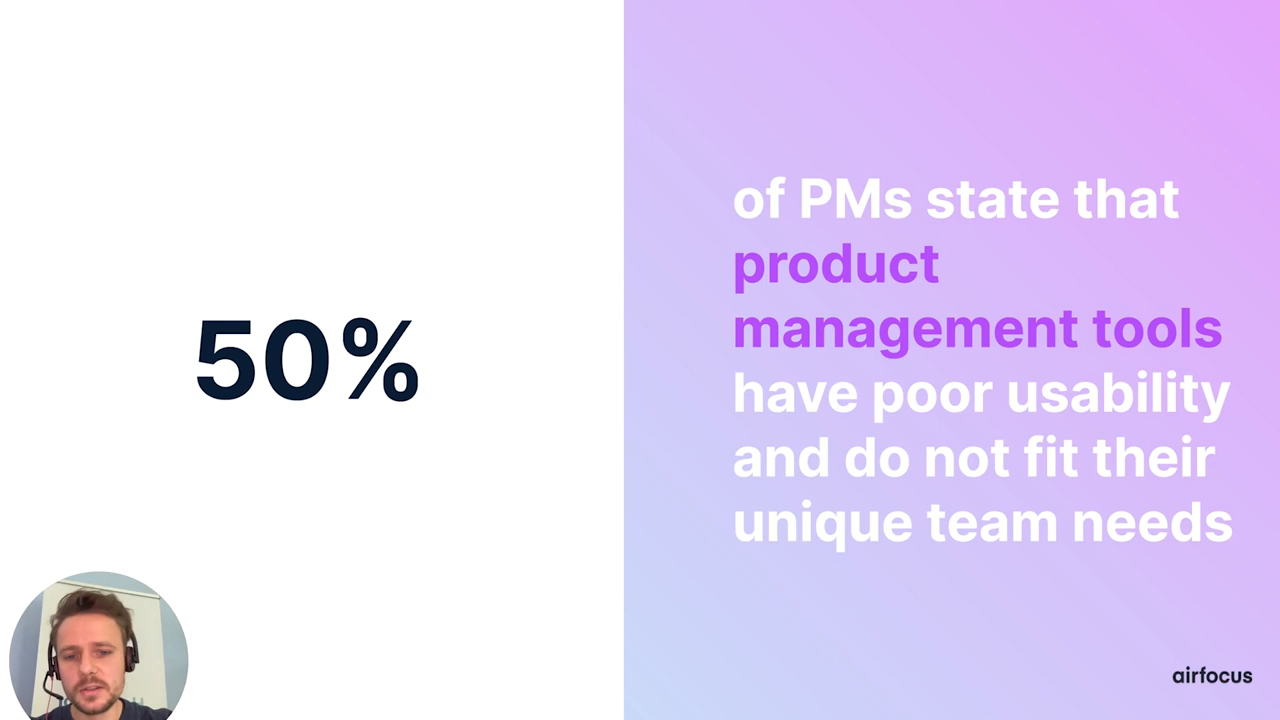 50%
of PMs state that
product
management tools
have poor usability
and do not fit their
unique team needs
airfocus